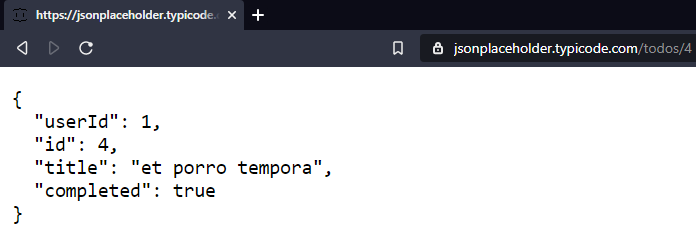 https://jsonplaceholder.typicode.
jsonplaceholder.typicode.com/todos/4
{
  "userId": 1,
  "id": 4,
  "title": "et porro tempora",
  "completed": true
}